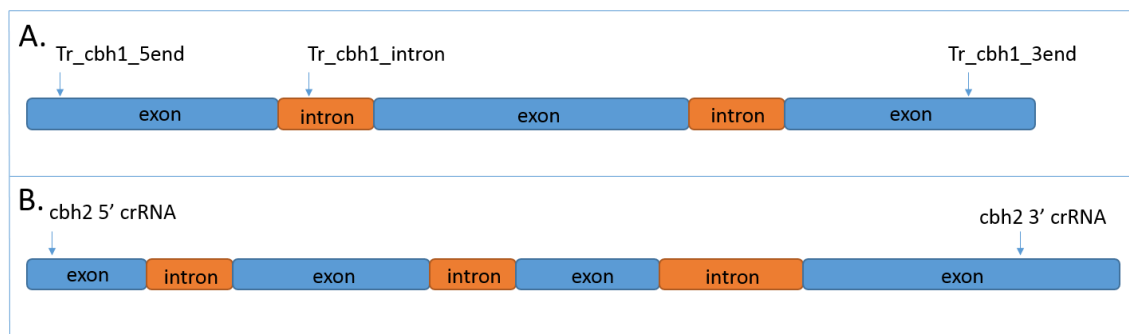 A.
Tr_cbh1_5end Tr_cbh1_intron Tr_cbh1_3end
exon intron exon intron exon
B.
cbh2 5’ crRNA cbh2 3’ crRNA
exon intron exon intron exon intron exon